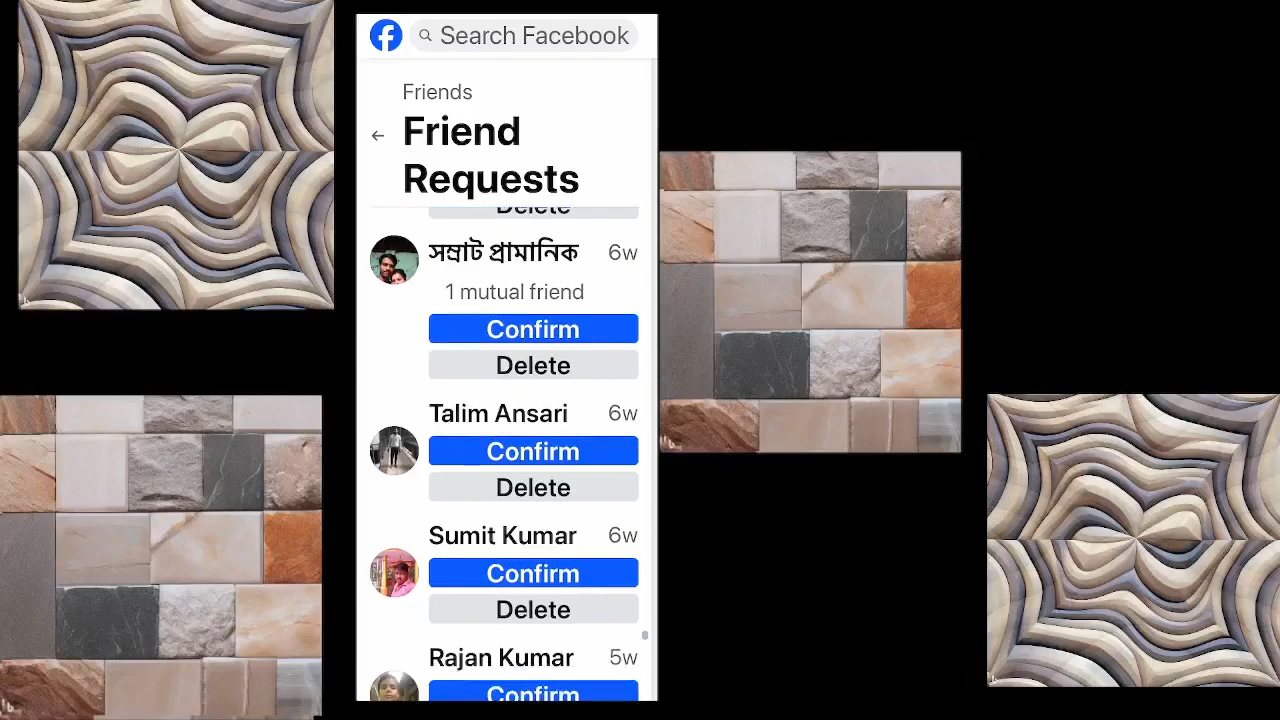 Search Facebook
Friends
Friend
Requests
Delete
সম্রাট প্রামানিক 6w
1 mutual friend
Confirm
Delete
Talim Ansari 6w
Confirm
Delete
Sumit Kumar 6w
Confirm
Delete
Rajan Kumar 5w
Confirm